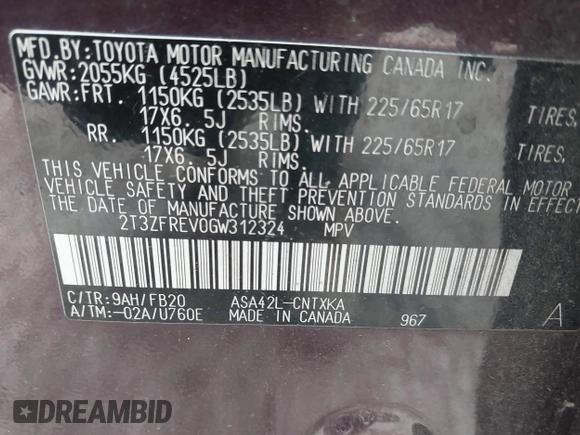 MFD.BY:TOYOTA MOTOR MANUFACTURING CANADA INC.
GVWR:2055KG (4525LB)
GAWR:FRT. 1150KG (2535LB) WITH 225/65R17 TIRES,
17X6. 5J RIMS.
RR. 1150KG (2535LB) WITH 225/65R17 TIRES,
17X6. 5J RIMS.
THIS VEHICLE CONFORMS TO ALL APPLICABLE FEDERAL MOTOR
VEHICLE SAFETY AND THEFT PREVENTION STANDARDS IN EFFECT
THE DATE OF MANUFACTURE SHOWN ABOVE.
2T3ZFREV0GW312324 MPV
C/TR:9AH/FB20 ASA42L-CNTXKA
A/TM:-02A/U760E MADE IN CANADA 967 A
DREAMBID